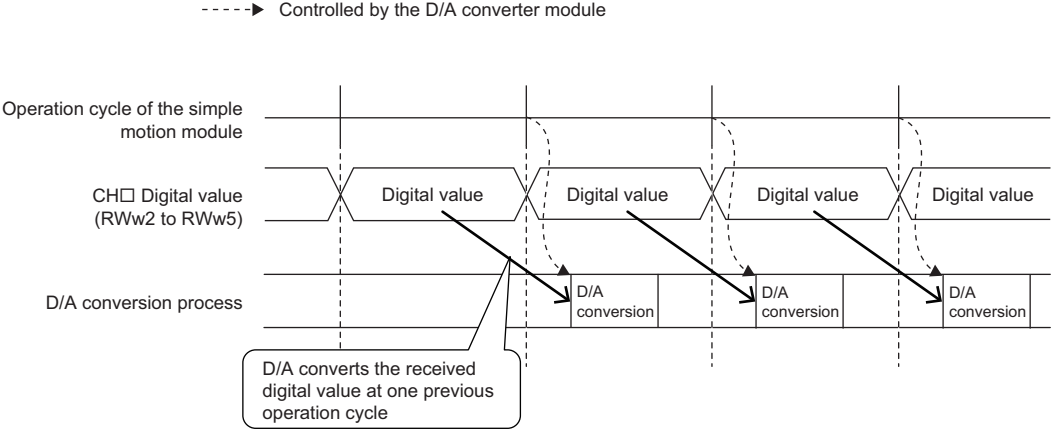 Controlled by the D/A converter module
Operation cycle of the simple
motion module
CH□ Digital value
(RWw2 to RWw5)
Digital value
Digital value
Digital value
Digital value
D/A conversion process
D/A
conversion
D/A
conversion
D/A
conversion
D/A converts the received
digital value at one previous
operation cycle